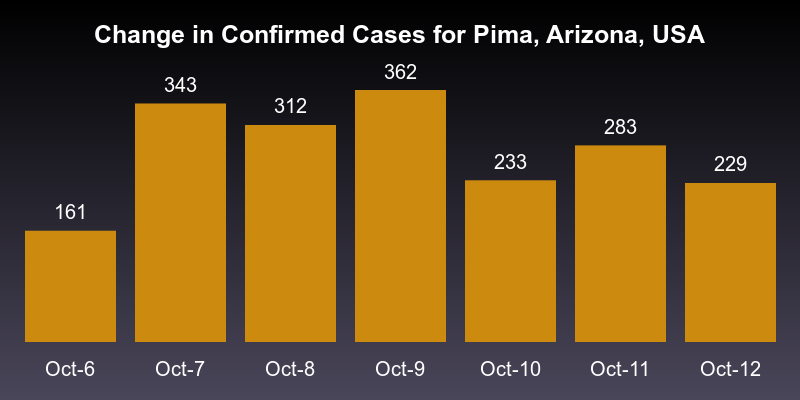 Change in Confirmed Cases for Pima, Arizona, USA
161 343 312 362 233 283 229
Oct-6 Oct-7 Oct-8 Oct-9 Oct-10 Oct-11 Oct-12